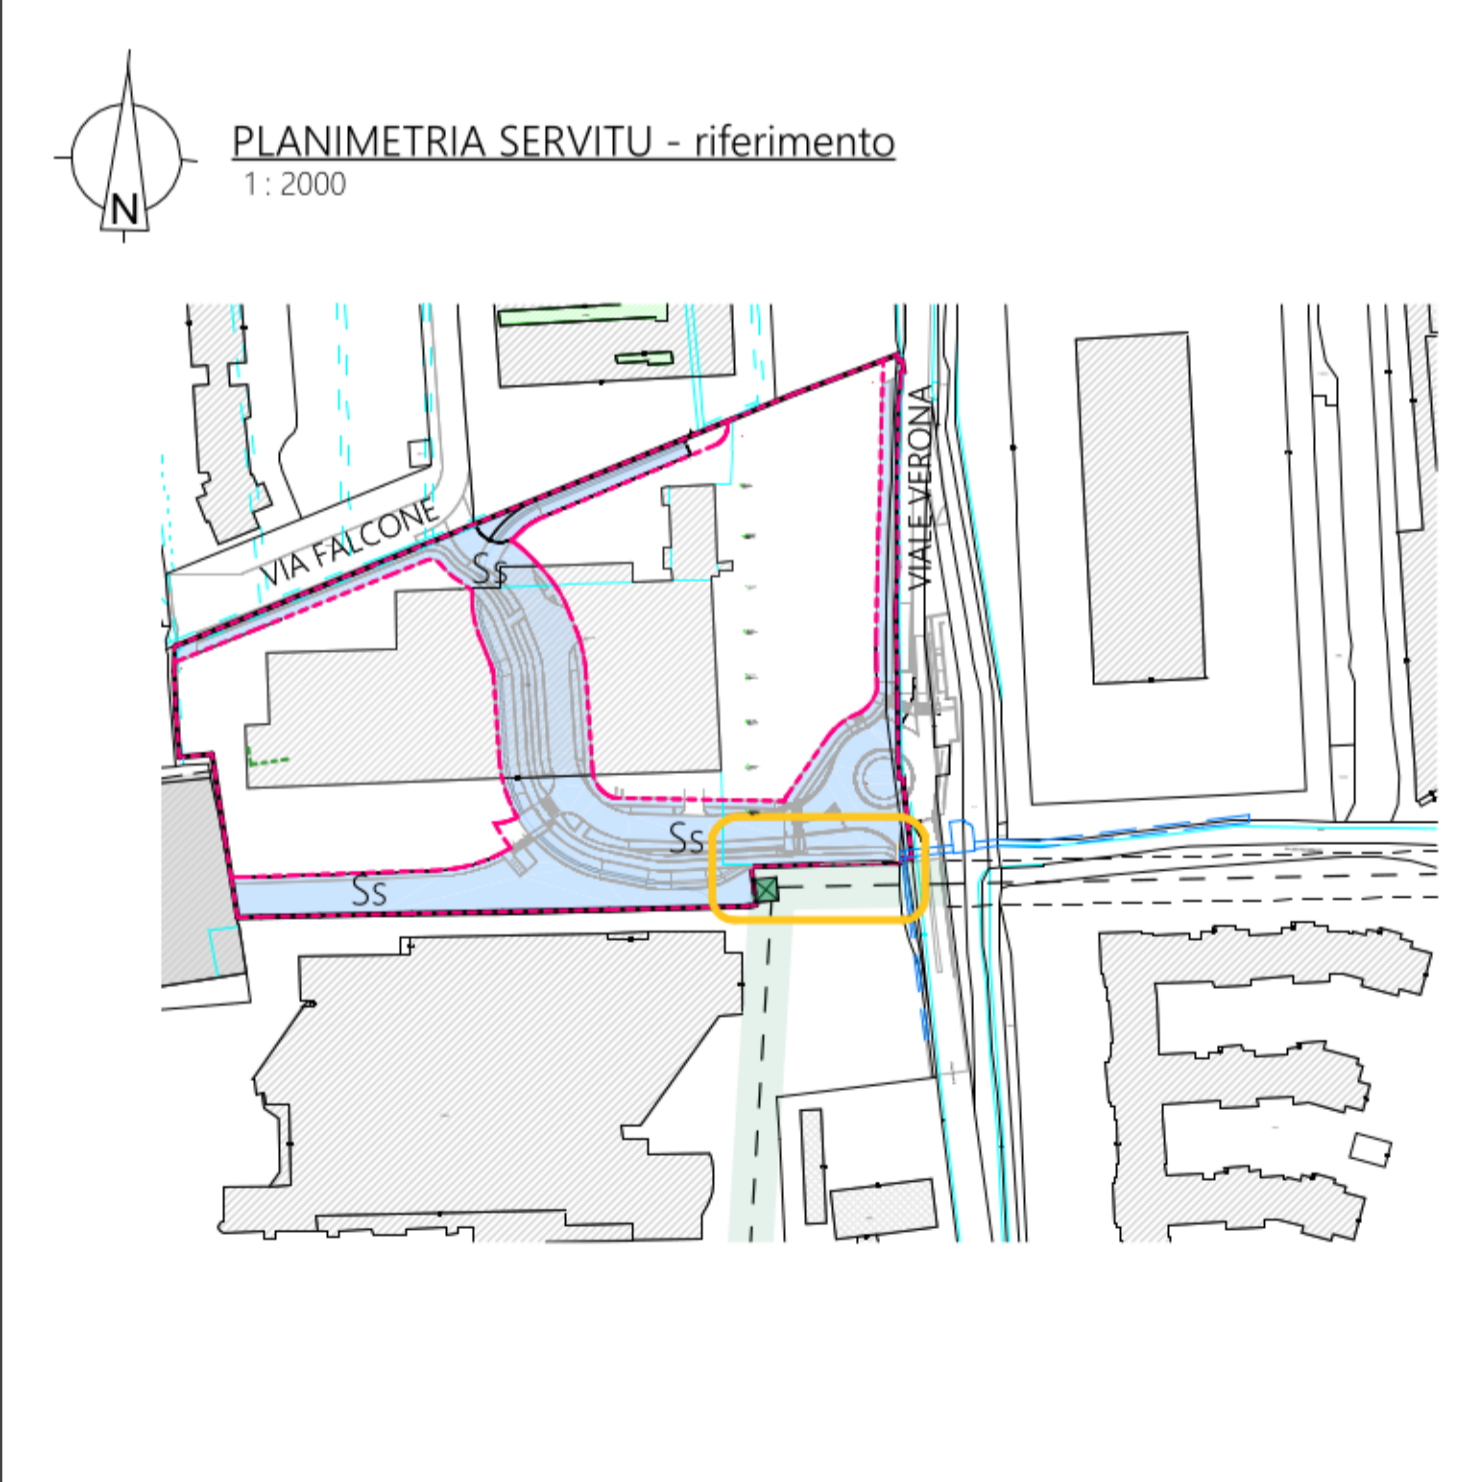 PLANIMETRIA SERVITU - riferimento
1 : 2000
N
VIALE VERONA
VIA FALCONE
Ss
Ss
Ss